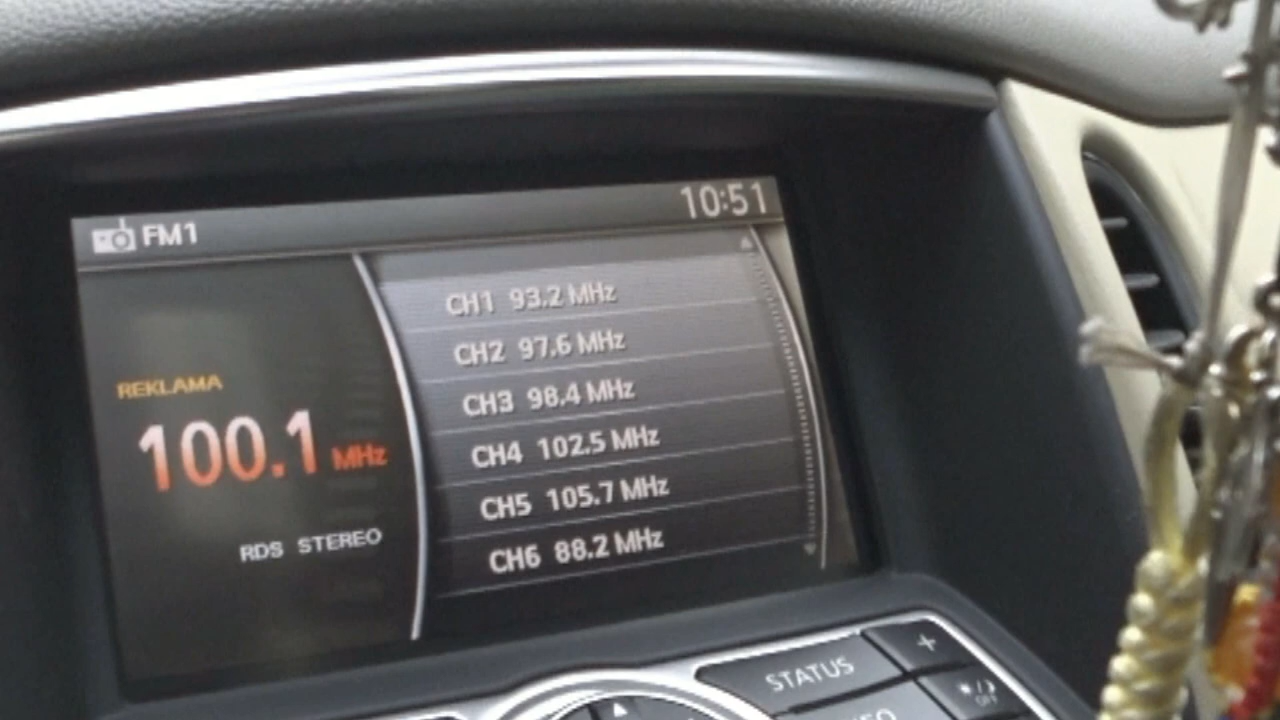 FM1
10:51
REKLAMA
100.1 MHz
RDS STEREO
CH1 93.2 MHz
CH2 97.6 MHz
CH3 98.4 MHz
CH4 102.5 MHz
CH5 105.7 MHz
CH6 88.2 MHz
STATUS
+
OFF